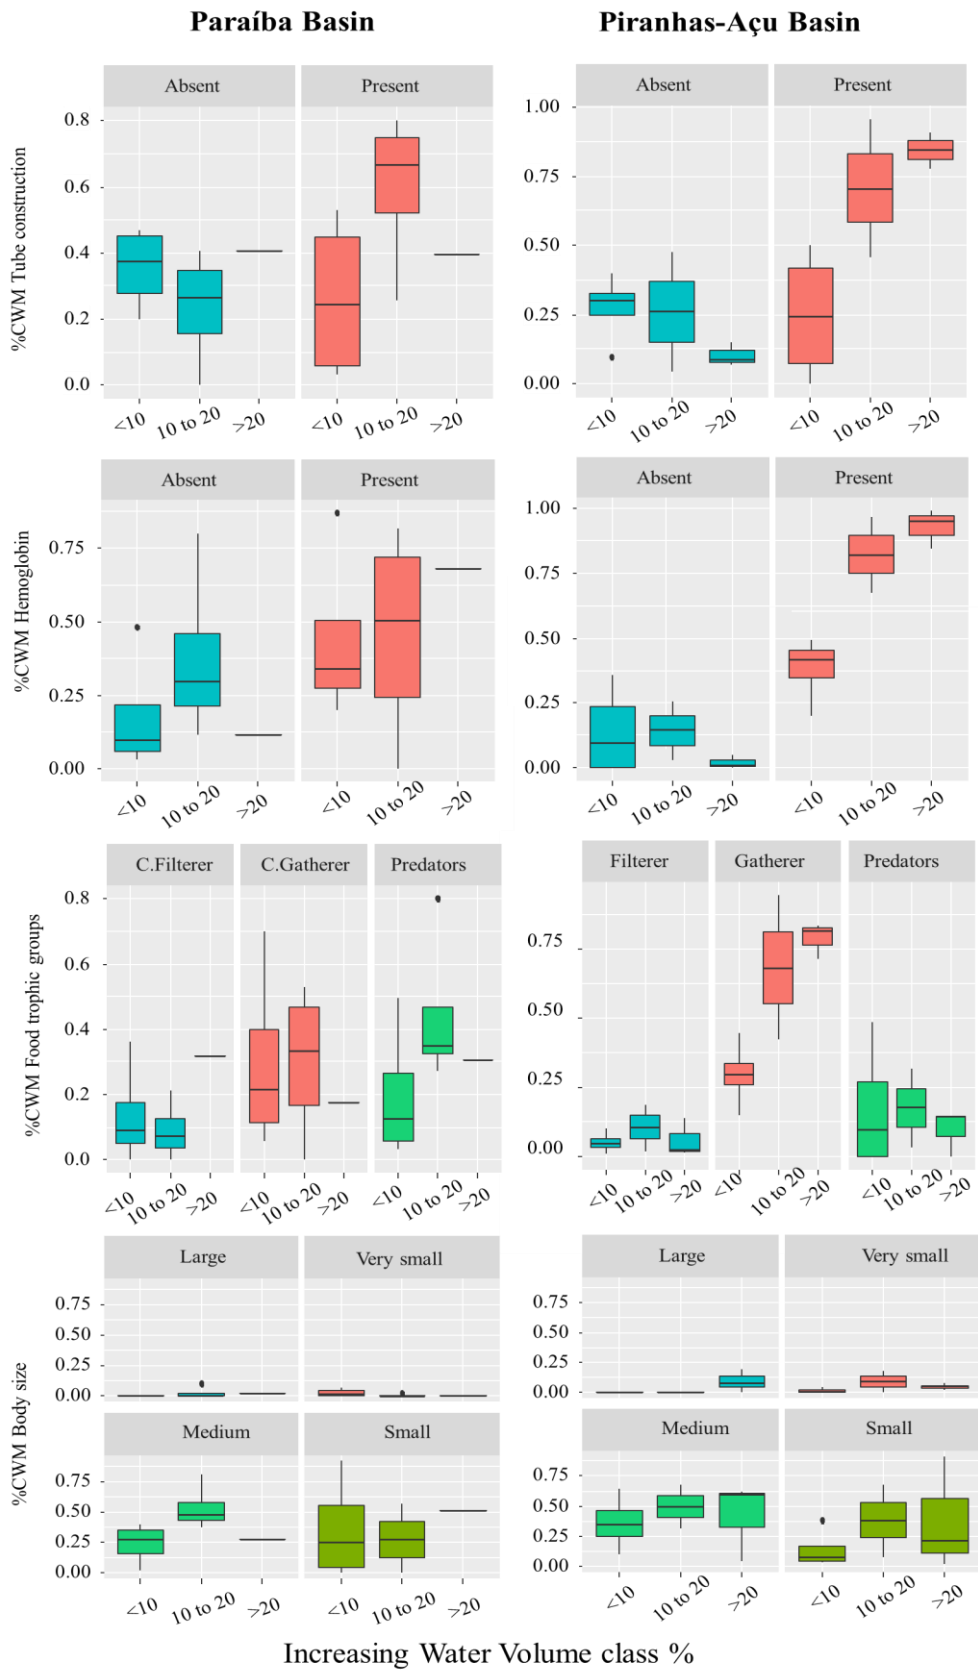 Paraíba Basin Piranhas-Açu Basin
%CWM Tube construction
Absent Present
0.8
0.6
0.4
0.2
0.0
<10 10 to 20 >20 <10 10 to 20 >20
Absent Present
1.00
0.75
0.50
0.25
0.00
<10 10 to 20 >20 <10 10 to 20 >20
%CWM Hemoglobin
Absent Present
0.75
0.50
0.25
0.00
<10 10 to 20 >20 <10 10 to 20 >20
Absent Present
1.00
0.75
0.50
0.25
0.00
<10 10 to 20 >20 <10 10 to 20 >20
%CWM Food trophic groups
C.Filterer C.Gatherer Predators
0.8
0.6
0.4
0.2
0.0
<10 10 to 20 >20 <10 10 to 20 >20 <10 10 to 20 >20
Filterer Gatherer Predators
0.75
0.50
0.25
0.00
<10 10 to 20 >20 <10 10 to 20 >20 <10 10 to 20 >20
%CWM Body size
Large Very small
0.75
0.50
0.25
0.00
Medium Small
0.75
0.50
0.25
0.00
<10 10 to 20 >20 <10 10 to 20 >20
Large Very small
0.75
0.50
0.25
0.00
Medium Small
0.75
0.50
0.25
0.00
<10 10 to 20 >20 <10 10 to 20 >20
Increasing Water Volume class %